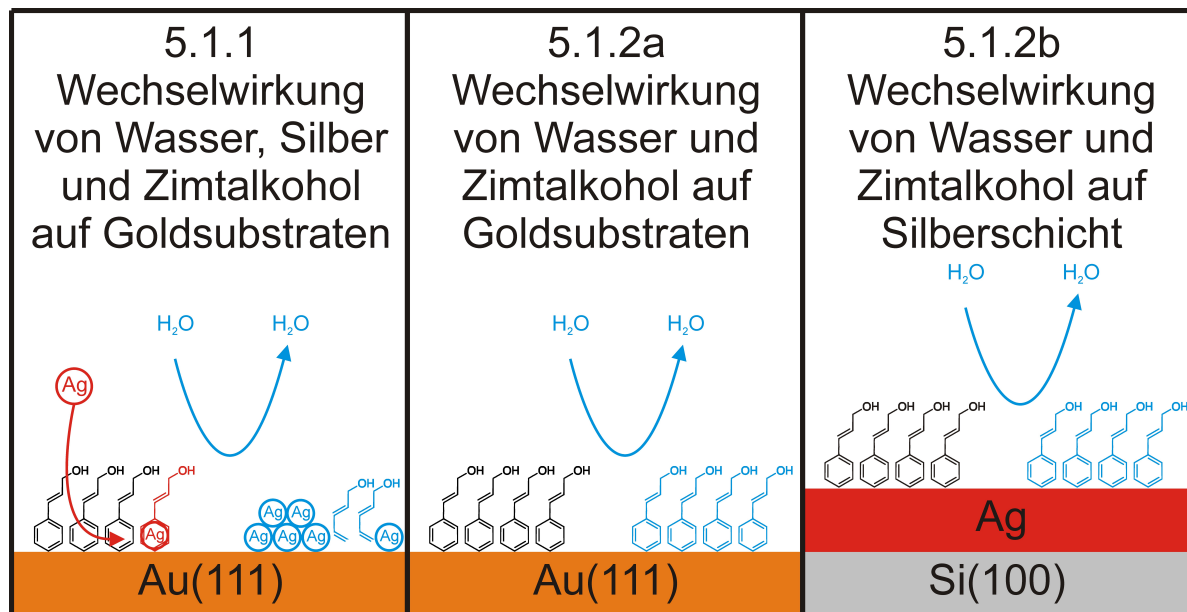 5.1.1
Wechselwirkung
von Wasser, Silber
und Zimtalkohol
auf Goldsubstraten
H₂O H₂O
Ag
OH OH OH OH
OH OH
Ag Ag
Ag
Ag Ag Ag Ag
Au(111)
5.1.2a
Wechselwirkung
von Wasser und
Zimtalkohol auf
Goldsubstraten
H₂O H₂O
OH OH OH OH
OH OH OH OH
Au(111)
5.1.2b
Wechselwirkung
von Wasser und
Zimtalkohol auf
Silberschicht
H₂O H₂O
OH OH OH OH
OH OH OH OH
Ag
Si(100)